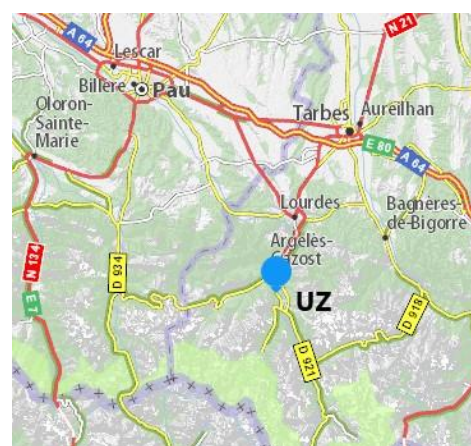 N 21
A 64
Lescar
Billère
Pau
Tarbes
Aureilhan
Oloron-
Sainte-
Marie
E 80
A 64
Lourdes
Bagnères-
de-Bigorre
Argelès-
Gazost
N 134
E 7
D 934
UZ
D 918
D 921